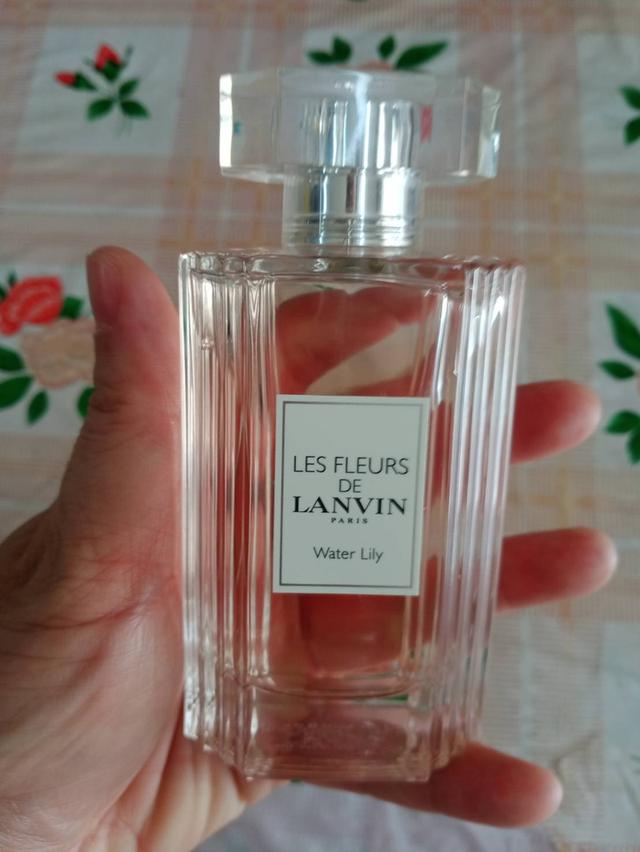 LES FLEURS
DE
LANVIN
PARIS
Water Lily